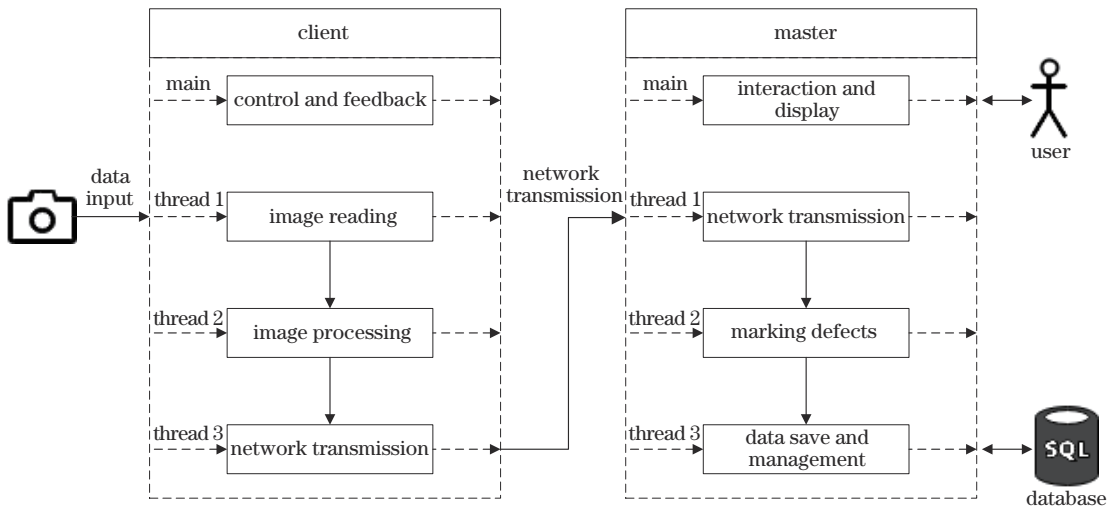 client
master
main
control and feedback
main
interaction and
display
user
data
input
thread 1
image reading
network
transmission
thread 1
network transmission
thread 2
image processing
thread 2
marking defects
thread 3
network transmission
thread 3
data save and
management
SQL
database